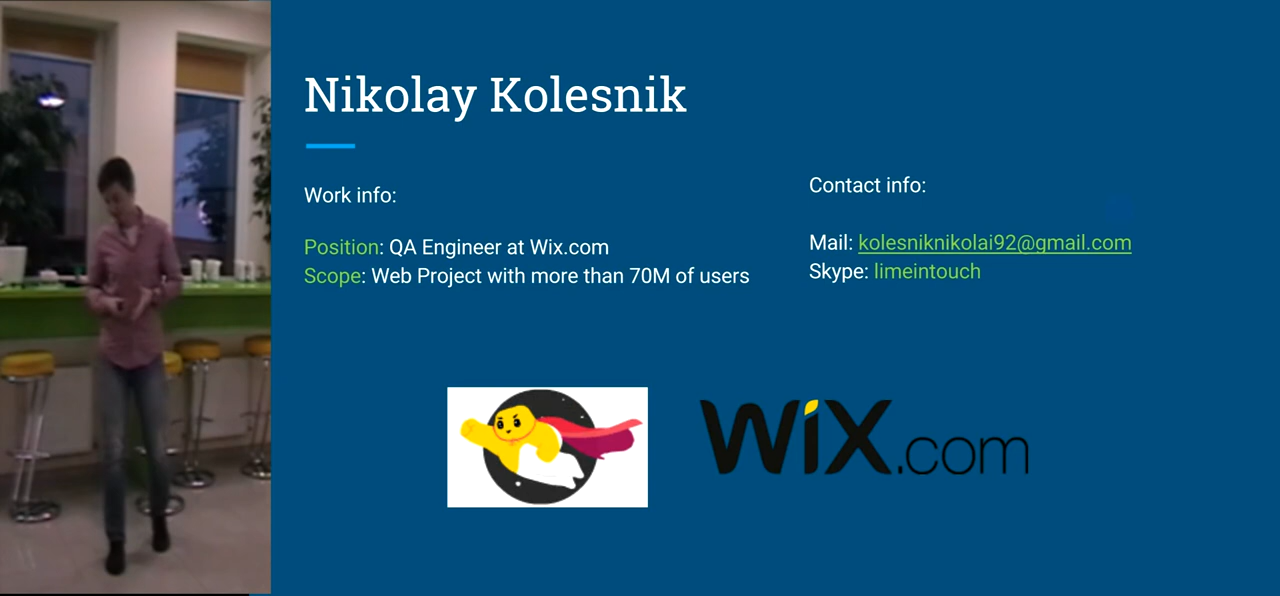 Nikolay Kolesnik
Work info:
Position: QA Engineer at Wix.com
Scope: Web Project with more than 70M of users
Contact info:
Mail: kolesniknikolai92@gmail.com
Skype: limeintouch
WiX.com